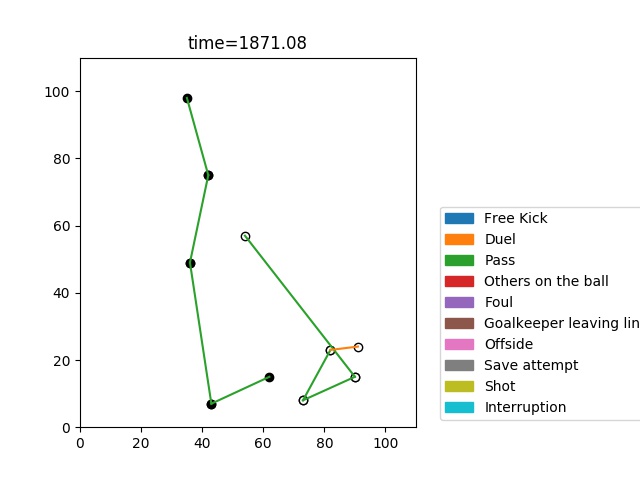 time=1871.08
100
80
60
40
20
0
0 20 40 60 80 100
Free Kick
Duel
Pass
Others on the ball
Foul
Goalkeeper leaving lin
Offside
Save attempt
Shot
Interruption